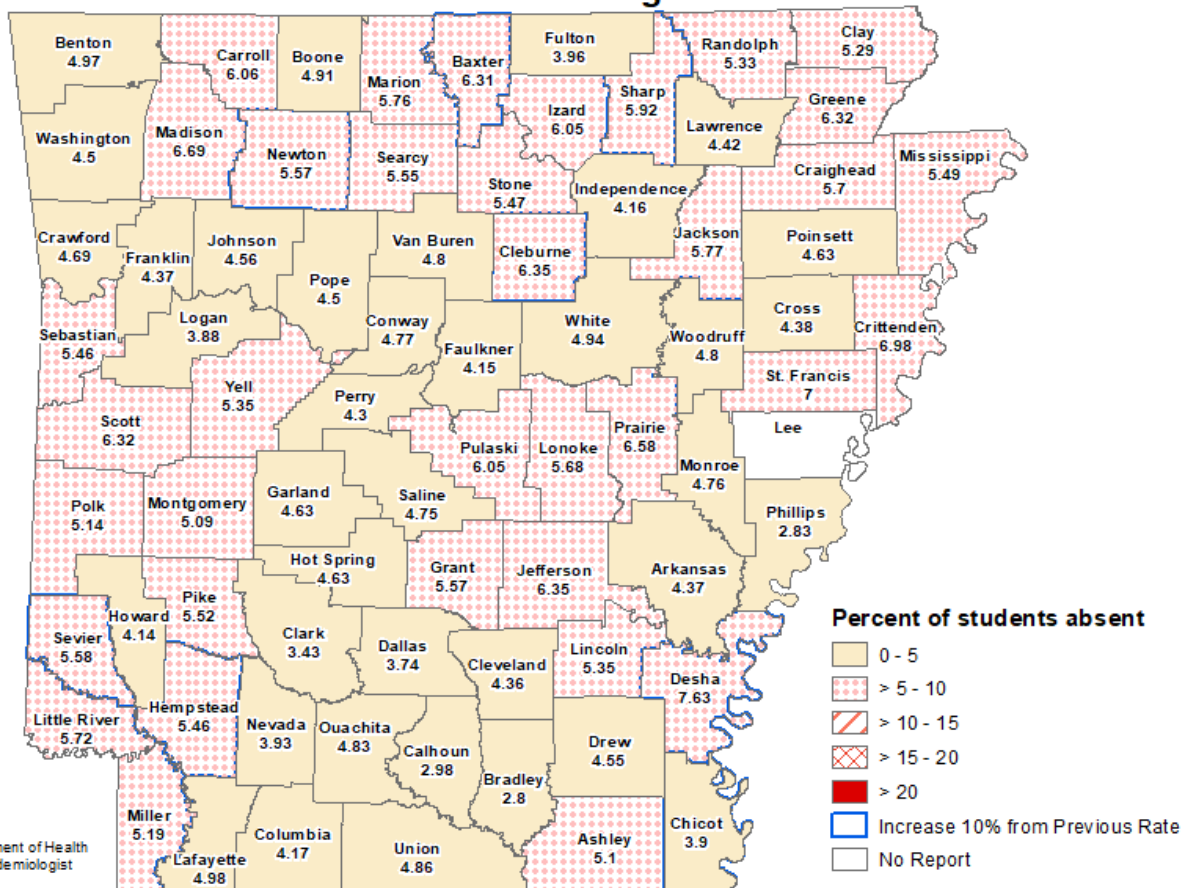 g
Benton
4.97
Carroll
6.06
Boone
4.91
Marion
5.76
Baxter
6.31
Fulton
3.96
Sharp
5.92
Randolph
5.33
Clay
5.29
Greene
6.32
Lawrence
4.42
Izard
6.05
Washington
4.5
Madison
6.69
Newton
5.57
Searcy
5.55
Stone
5.47
Independence
4.16
Craighead
5.7
Mississippi
5.49
Jackson
5.77
Poinsett
4.63
Crawford
4.69
Franklin
4.37
Johnson
4.56
Pope
4.5
Van Buren
4.8
Cleburne
6.35
Logan
3.88
Conway
4.77
Faulkner
4.15
White
4.94
Woodruff
4.8
Cross
4.38
Crittenden
6.98
Sebastian
5.46
St. Francis
7
Yell
5.35
Scott
6.32
Perry
4.3
Pulaski
6.05
Lonoke
5.68
Prairie
6.58
Monroe
4.76
Lee
Phillips
2.83
Polk
5.14
Montgomery
5.09
Garland
4.63
Saline
4.75
Hot Spring
4.63
Grant
5.57
Jefferson
6.35
Arkansas
4.37
Howard
4.14
Pike
5.52
Sevier
5.58
Clark
3.43
Dallas
3.74
Cleveland
4.36
Lincoln
5.35
Desha
7.63
Little River
5.72
Hempstead
5.46
Nevada
3.93
Ouachita
4.83
Calhoun
2.98
Bradley
2.8
Drew
4.55
Miller
5.19
Lafayette
4.98
Columbia
4.17
Union
4.86
Ashley
5.1
Chicot
3.9
ment of Health
demiologist
Percent of students absent
0 - 5
> 5 - 10
> 10 - 15
> 15 - 20
> 20
Increase 10% from Previous Rate
No Report